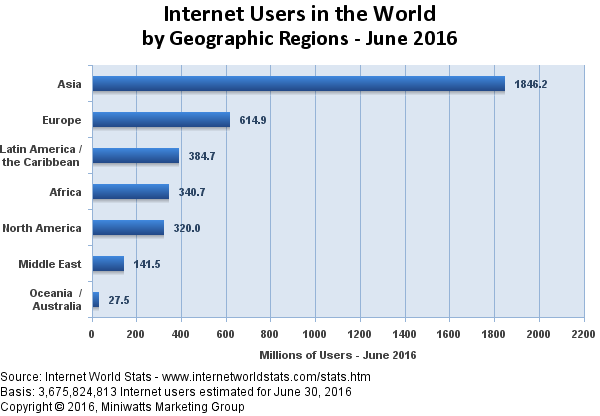 Internet Users in the World
by Geographic Regions - June 2016
Asia
1846.2
Europe
614.9
Latin America /
the Caribbean
384.7
Africa
340.7
North America
320.0
Middle East
141.5
Oceania /
Australia
27.5
0 200 400 600 800 1000 1200 1400 1600 1800 2000 2200
Millions of Users - June 2016
Source: Internet World Stats - www.internetworldstats.com/stats.htm
Basis: 3,675,824,813 Internet users estimated for June 30, 2016
Copyright © 2016, Miniwatts Marketing Group